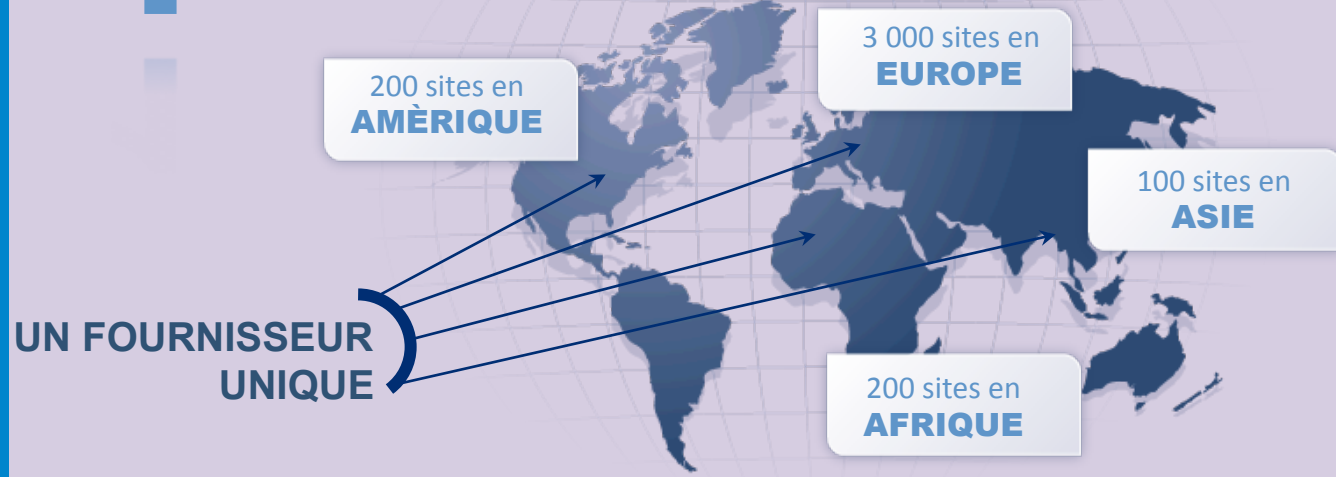 3 000 sites en
EUROPE
200 sites en
AMÈRIQUE
100 sites en
ASIE
UN FOURNISSEUR
UNIQUE
200 sites en
AFRIQUE